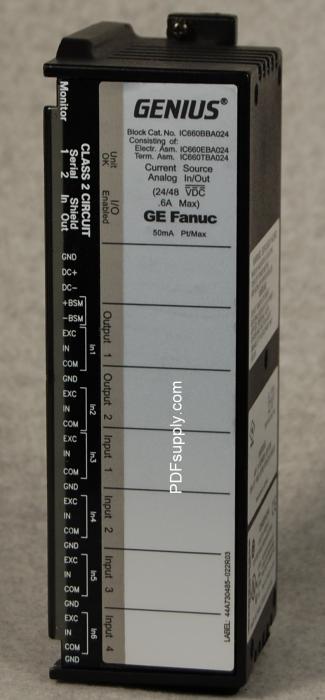 GENIUS®
Block Cat. No. IC660BBA024
Consisting of:
Electr. Asm. IC660EBA024
Term. Asm. IC660TBA024
Current Source
Analog In/Out
(24/48 VDC
.6A Max)
GE Fanuc
50mA Pt/Max
Unit
OK
I/O
Enabled
Monitor
CLASS 2 CIRCUIT
Serial Shield
1 2 In Out
GND
DC+
DC-
+BSM
-BSM
EXC
IN
COM
GND
EXC
IN
COM
EXC
IN
COM
GND
EXC
IN
COM
GND
EXC
IN
COM
GND
EXC
IN
COM
GND
In1
In2
In3
In4
In5
In6
Output 1
Output 2
Input 1
Input 2
Input 3
Input 4
PDFsupply.com
LABEL: 44A730485-022R03